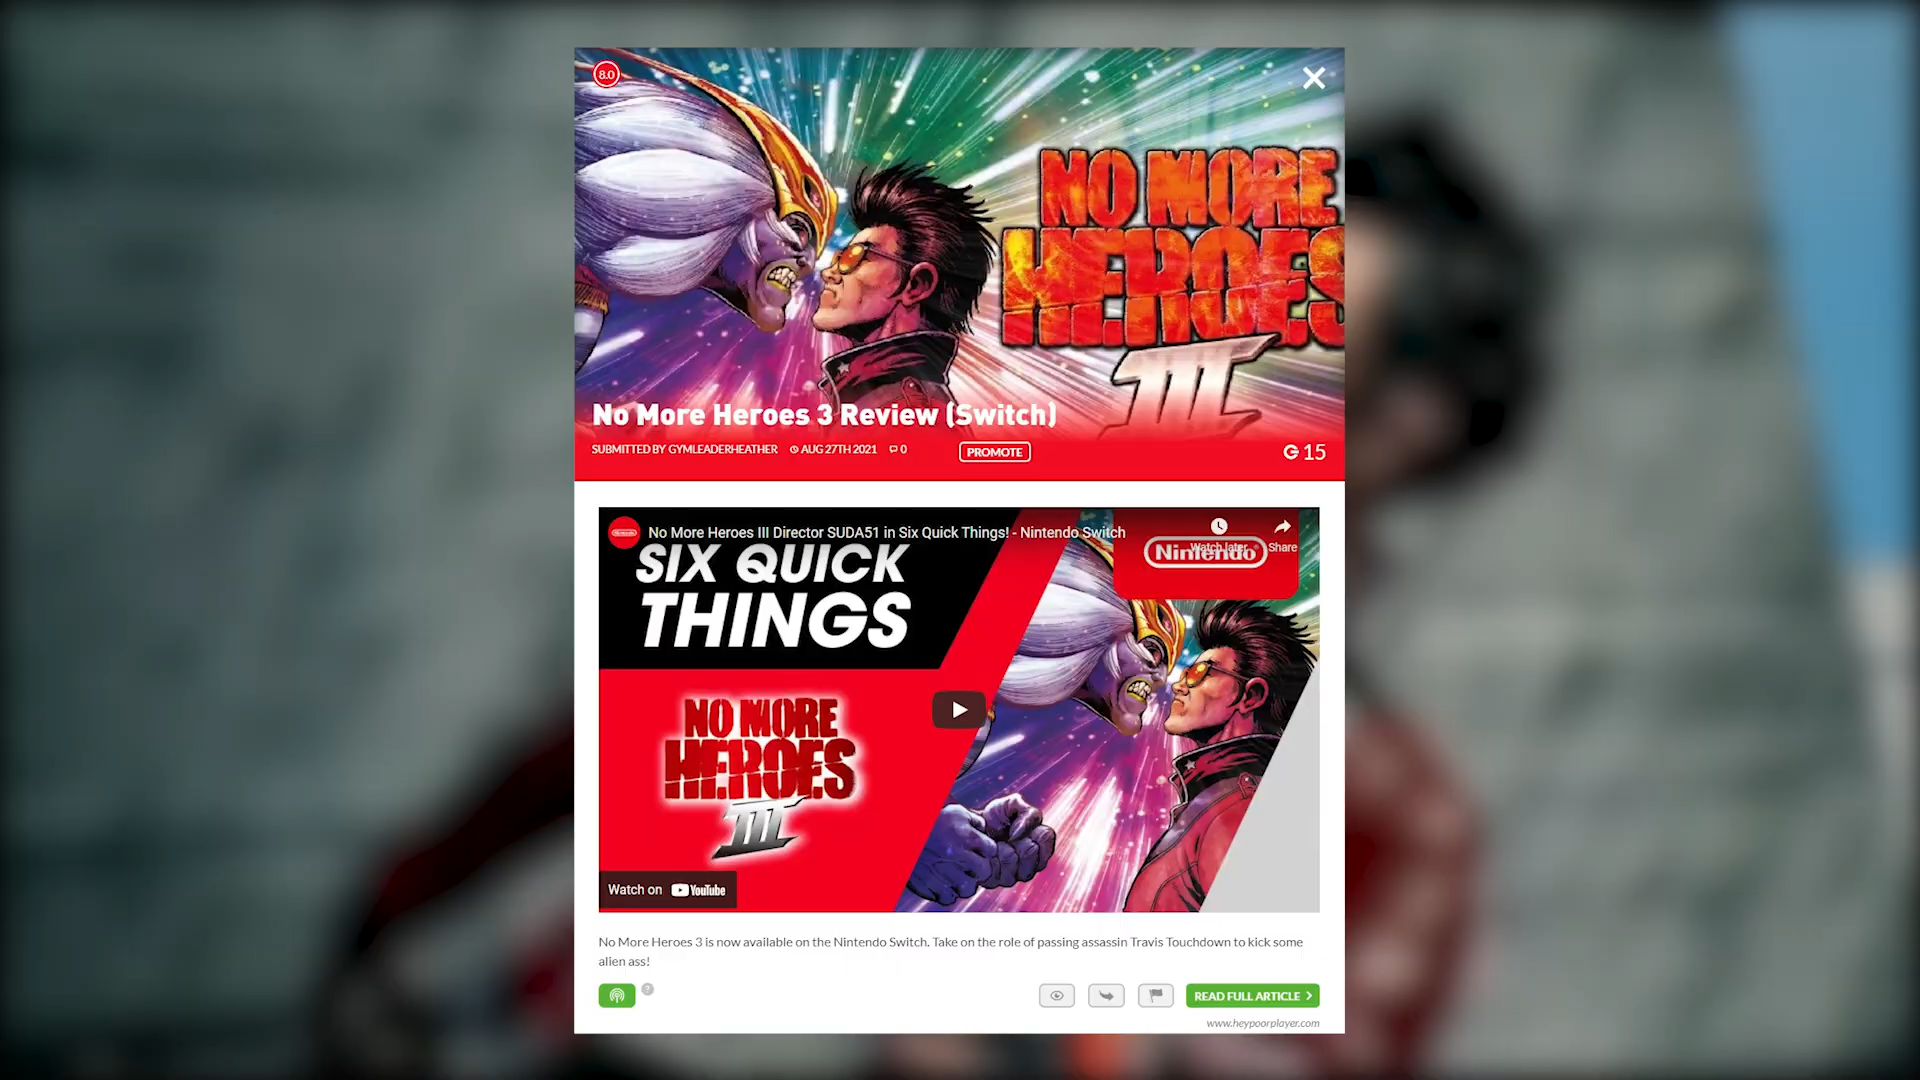 8.0
NO MORE
HEROES
III
No More Heroes 3 Review (Switch)
SUBMITTED BY GYMLEADERHEATHER AUG 27TH 2021 0 PROMOTE 15
No More Heroes III Director SUDA51 in Six Quick Things! - Nintendo Switch
Watch later Share
Nintendo
SIX QUICK
THINGS
NO MORE
HEROES
III
Watch on YouTube
No More Heroes 3 is now available on the Nintendo Switch. Take on the role of passing assassin Travis Touchdown to kick some
alien ass!
?
READ FULL ARTICLE
www.heypoorplayer.com